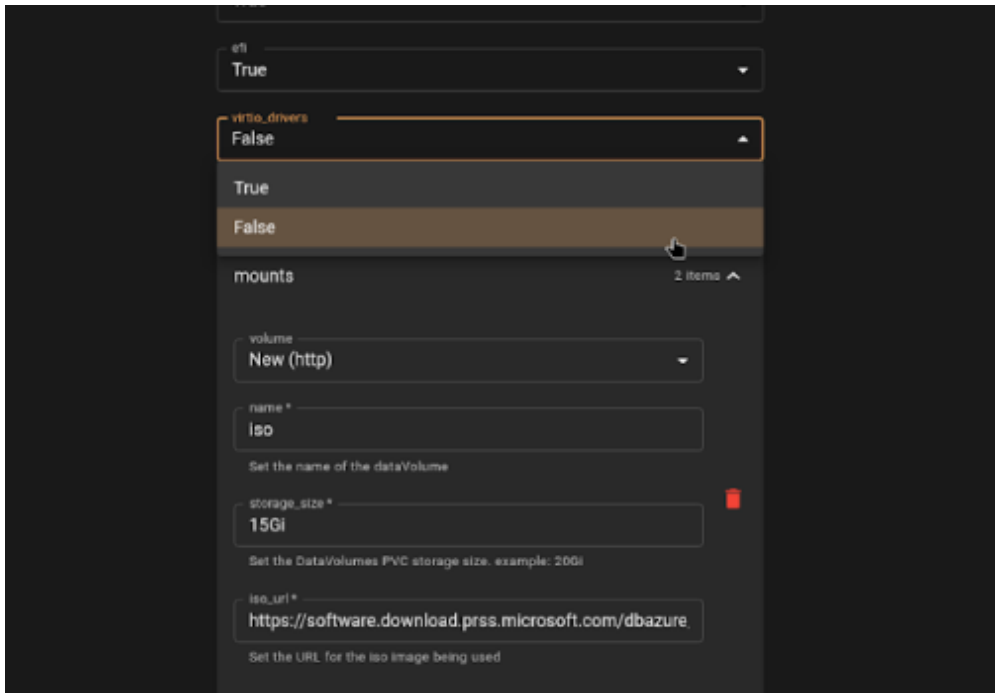 efi
True
virtio_drivers
False
True
False
mounts 2 items
volume
New (http)
name *
iso
Set the name of the dataVolume
storage_size *
15Gi
Set the DataVolumes PVC storage size. example: 20Gi
iso_url *
https://software.download.prss.microsoft.com/dbazure
Set the URL for the iso image being used